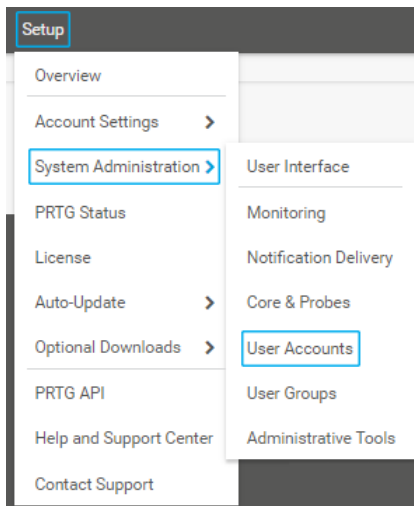 Setup
Overview
Account Settings
System Administration
PRTG Status
License
Auto-Update
Optional Downloads
PRTG API
Help and Support Center
Contact Support
User Interface
Monitoring
Notification Delivery
Core & Probes
User Accounts
User Groups
Administrative Tools